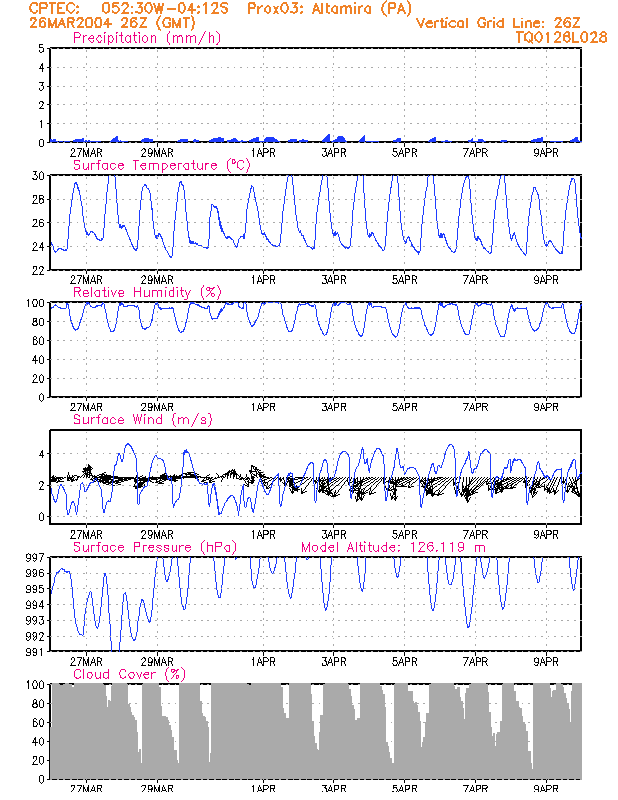 CPTEC: 052:30W-04:12S Prox03: Altamira (PA)
26MAR2004 26Z (GMT) Vertical Grid Line: 26Z
Precipitation (mm/h) TQ0126L028
5
4
3
2
1
0
27MAR 29MAR 1APR 3APR 5APR 7APR 9APR
Surface Temperature (°C)
30
28
26
24
22
27MAR 29MAR 1APR 3APR 5APR 7APR 9APR
Relative Humidity (%)
100
80
60
40
20
0
27MAR 29MAR 1APR 3APR 5APR 7APR 9APR
Surface Wind (m/s)
4
2
0
27MAR 29MAR 1APR 3APR 5APR 7APR 9APR
Surface Pressure (hPa) Model Altitude: 126.119 m
997
996
995
994
993
992
991
27MAR 29MAR 1APR 3APR 5APR 7APR 9APR
Cloud Cover (%)
100
80
60
40
20
0
27MAR 29MAR 1APR 3APR 5APR 7APR 9APR